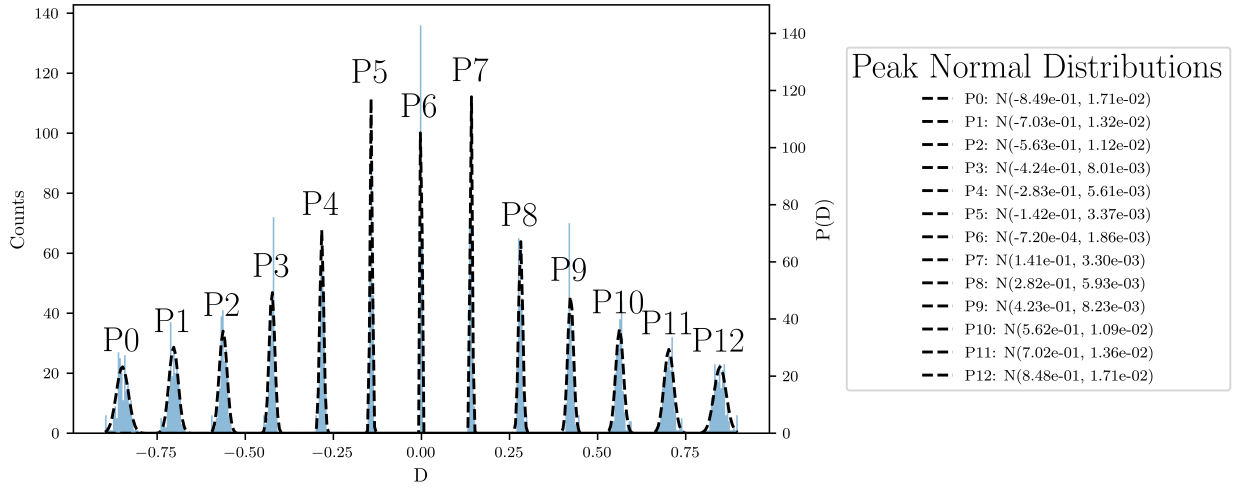 140
120
100
80
60
40
20
0
Counts
−0.75
−0.50
−0.25
0.00
0.25
0.50
0.75
D
140
120
100
80
60
40
20
0
P(D)
P0
P1
P2
P3
P4
P5
P6
P7
P8
P9
P10
P11
P12
Peak Normal Distributions
P0: N(-8.49e-01, 1.71e-02)
P1: N(-7.03e-01, 1.32e-02)
P2: N(-5.63e-01, 1.12e-02)
P3: N(-4.24e-01, 8.01e-03)
P4: N(-2.83e-01, 5.61e-03)
P5: N(-1.42e-01, 3.37e-03)
P6: N(-7.20e-04, 1.86e-03)
P7: N(1.41e-01, 3.30e-03)
P8: N(2.82e-01, 5.93e-03)
P9: N(4.23e-01, 8.23e-03)
P10: N(5.62e-01, 1.09e-02)
P11: N(7.02e-01, 1.36e-02)
P12: N(8.48e-01, 1.71e-02)